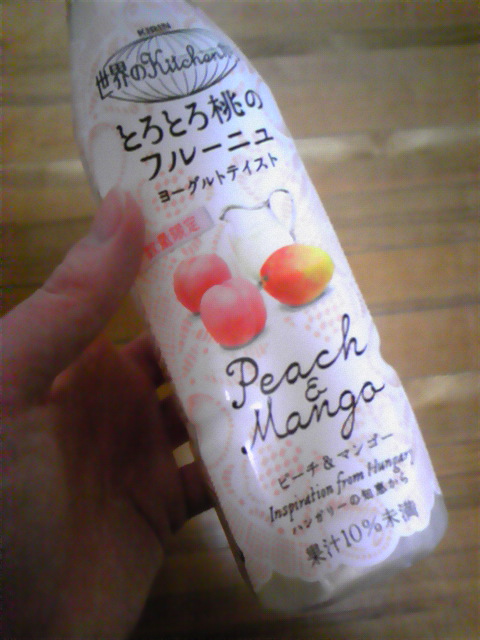 KIRIN
世界のKitchen
とろとろ桃の
フルーニュ
ヨーグルトテイスト
数量限定
Peach
&
Mango
ピーチ&マンゴー
Inspiration from Hungary
ハンガリーの知恵から
果汁10%未満